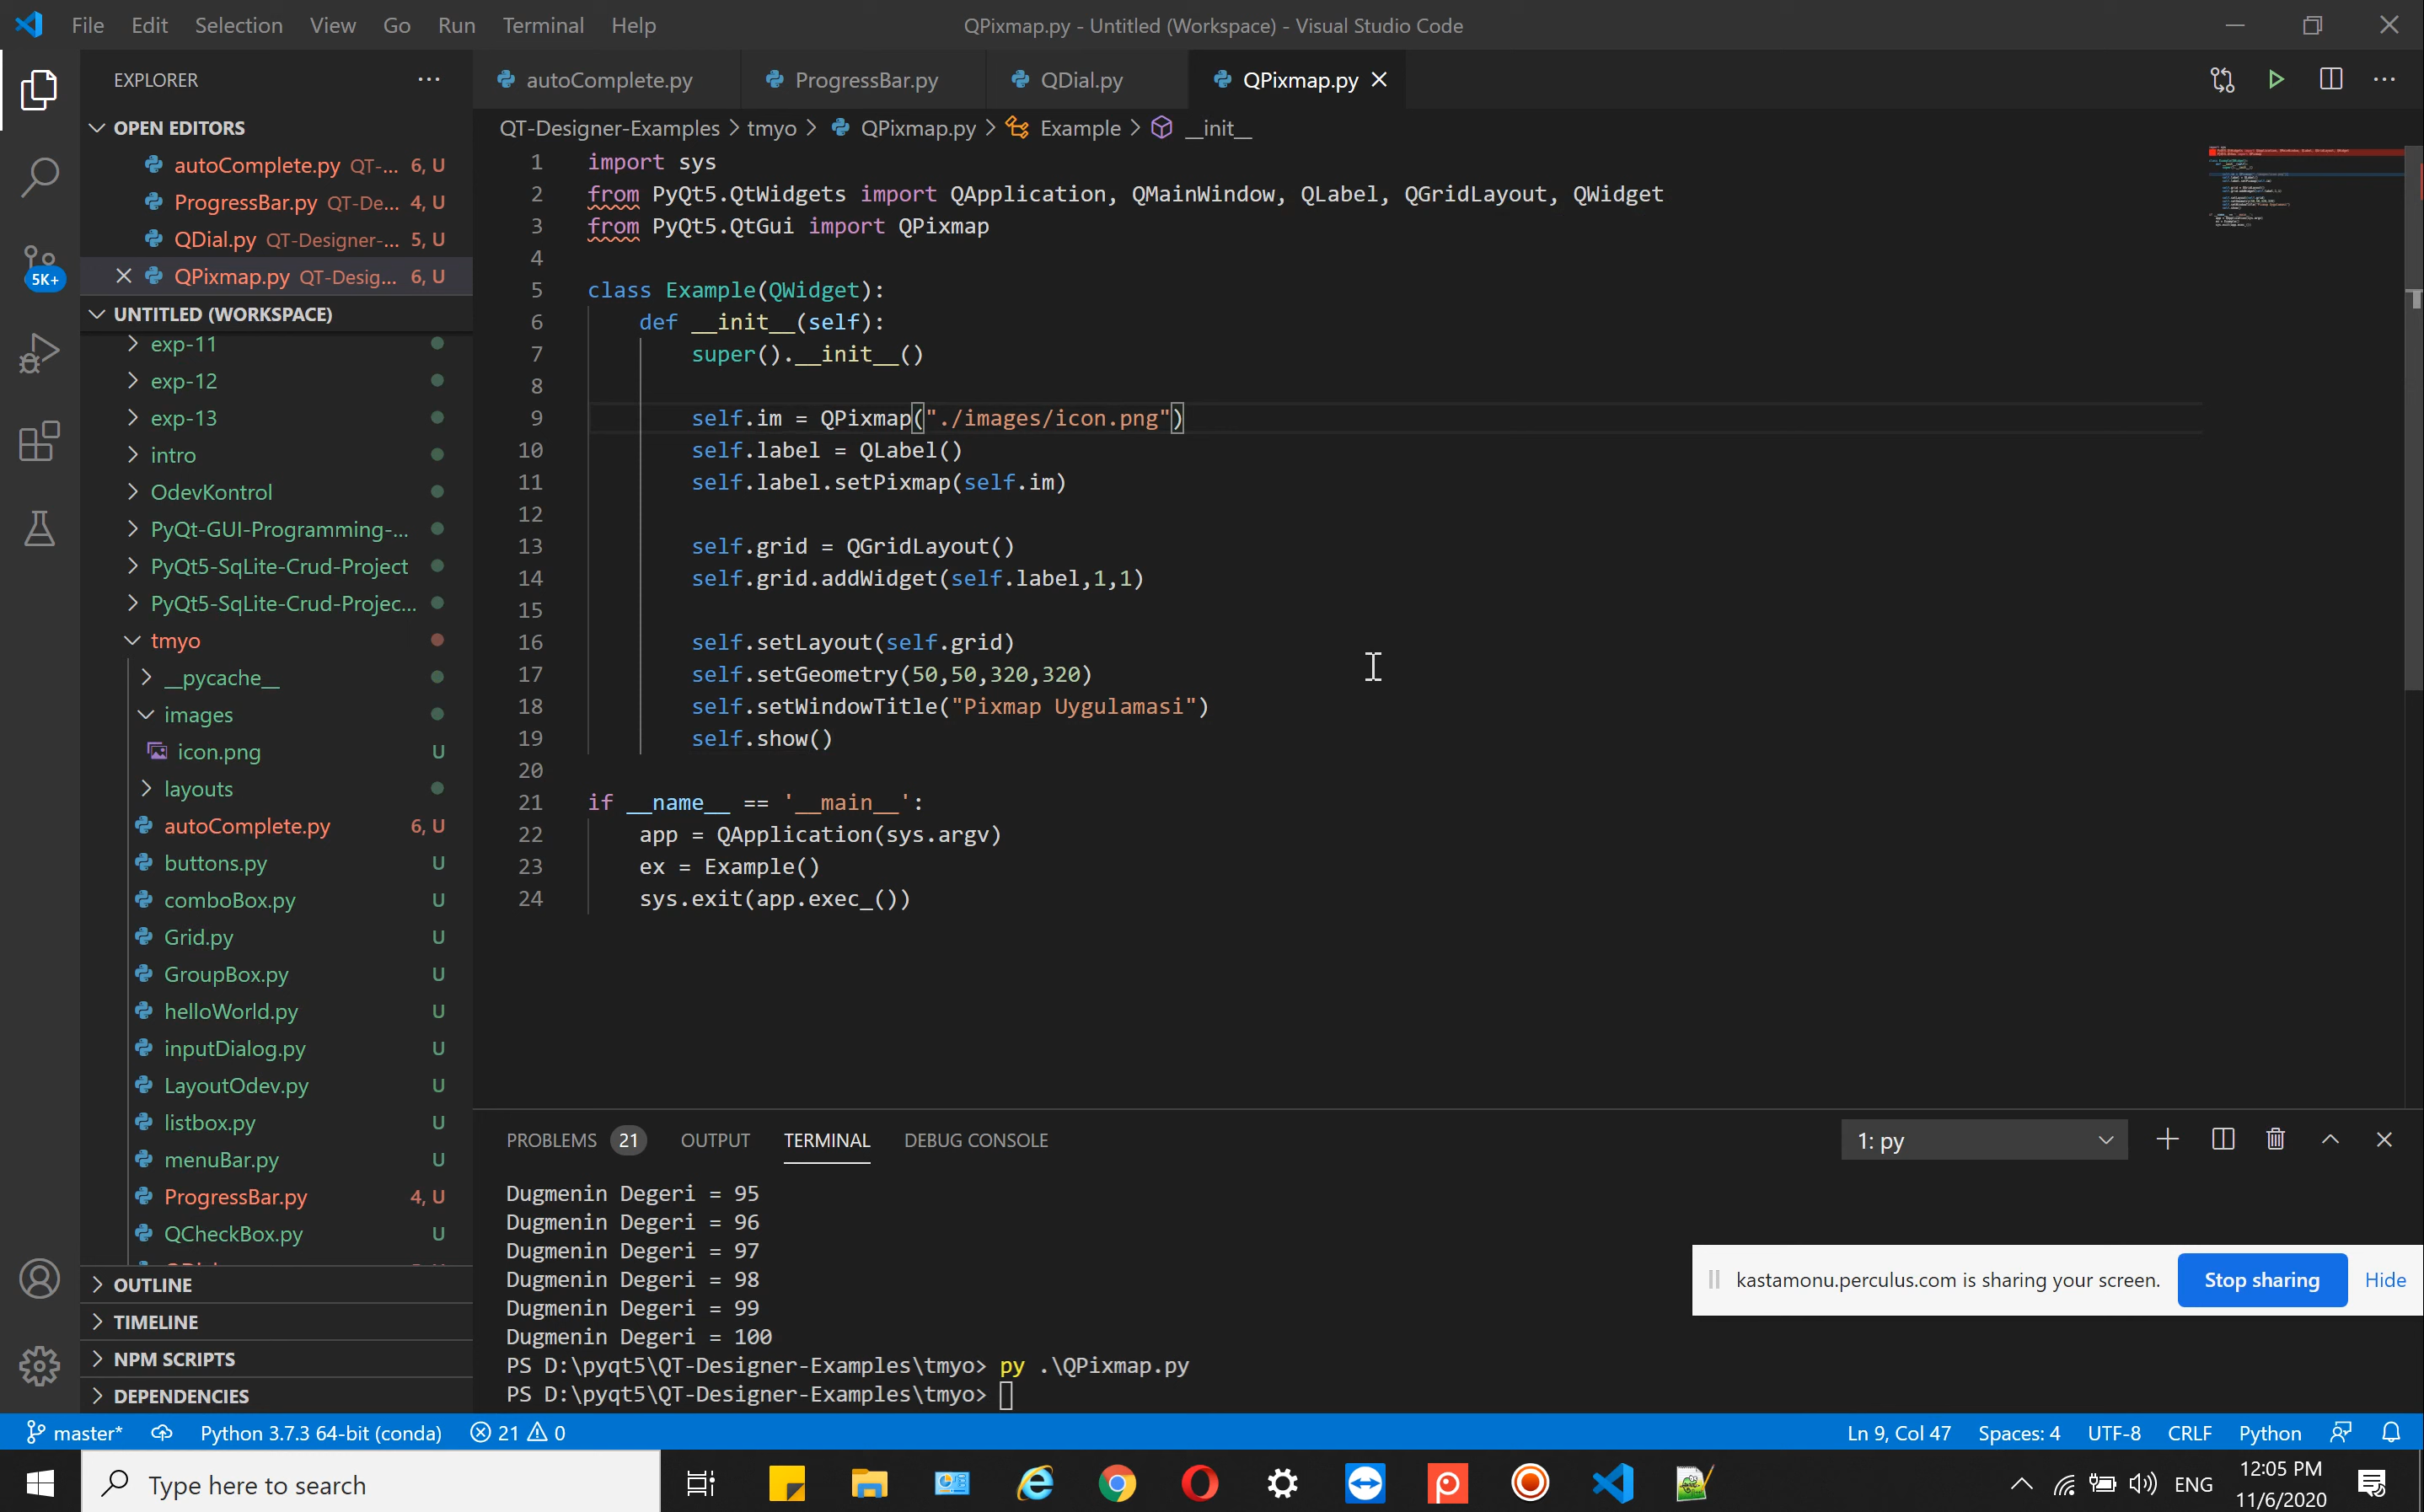 File Edit Selection View Go Run Terminal Help
QPixmap.py - Untitled (Workspace) - Visual Studio Code
EXPLORER
OPEN EDITORS
autoComplete.py QT-... 6, U
ProgressBar.py QT-De... 4, U
QDial.py QT-Designer-... 5, U
QPixmap.py QT-Desig... 6, U
UNTITLED (WORKSPACE)
exp-11
exp-12
exp-13
intro
OdevKontrol
PyQt-GUI-Programming-...
PyQt5-SqLite-Crud-Project
PyQt5-SqLite-Crud-Projec...
tmyo
__pycache__
images
icon.png U
layouts
autoComplete.py 6, U
buttons.py U
comboBox.py U
Grid.py U
GroupBox.py U
helloWorld.py U
inputDialog.py U
LayoutOdev.py U
listbox.py U
menuBar.py U
ProgressBar.py 4, U
QCheckBox.py U
OUTLINE
TIMELINE
NPM SCRIPTS
DEPENDENCIES
5K+
autoComplete.py ProgressBar.py QDial.py QPixmap.py
QT-Designer-Examples > tmyo > QPixmap.py > Example > __init__
1 import sys
2 from PyQt5.QtWidgets import QApplication, QMainWindow, QLabel, QGridLayout, QWidget
3 from PyQt5.QtGui import QPixmap
4
5 class Example(QWidget):
6 def __init__(self):
7 super().__init__()
8
9 self.im = QPixmap("./images/icon.png")
10 self.label = QLabel()
11 self.label.setPixmap(self.im)
12
13 self.grid = QGridLayout()
14 self.grid.addWidget(self.label,1,1)
15
16 self.setLayout(self.grid)
17 self.setGeometry(50,50,320,320)
18 self.setWindowTitle("Pixmap Uygulamasi")
19 self.show()
20
21 if __name__ == '__main__':
22 app = QApplication(sys.argv)
23 ex = Example()
24 sys.exit(app.exec_())
PROBLEMS 21 OUTPUT TERMINAL DEBUG CONSOLE
1: py
Dugmenin Degeri = 95
Dugmenin Degeri = 96
Dugmenin Degeri = 97
Dugmenin Degeri = 98
Dugmenin Degeri = 99
Dugmenin Degeri = 100
PS D:\pyqt5\QT-Designer-Examples\tmyo> py .\QPixmap.py
PS D:\pyqt5\QT-Designer-Examples\tmyo>
kastamonu.perculus.com is sharing your screen. Stop sharing Hide
master* Python 3.7.3 64-bit (conda) 21 0
Ln 9, Col 47 Spaces: 4 UTF-8 CRLF Python
Type here to search
ENG
12:05 PM
11/6/2020